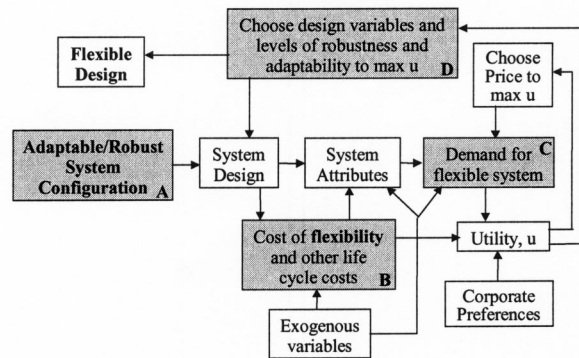 Choose design variables and
levels of robustness and
adaptability to max u
D
Flexible
Design
Choose
Price to
max u
Adaptable/Robust
System
Configuration
A
System
Design
System
Attributes
Demand for
flexible system
C
Cost of flexibility
and other life
cycle costs
B
Utility, u
Corporate
Preferences
Exogenous
variables